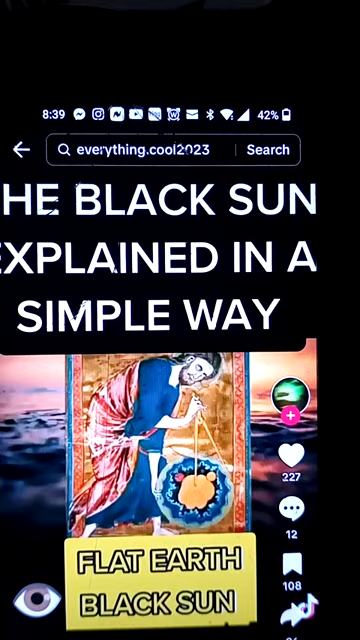 8:39
42%
everything.cool2023
Search
HE BLACK SUN
EXPLAINED IN A
SIMPLE WAY
227
12
108
FLAT EARTH
BLACK SUN